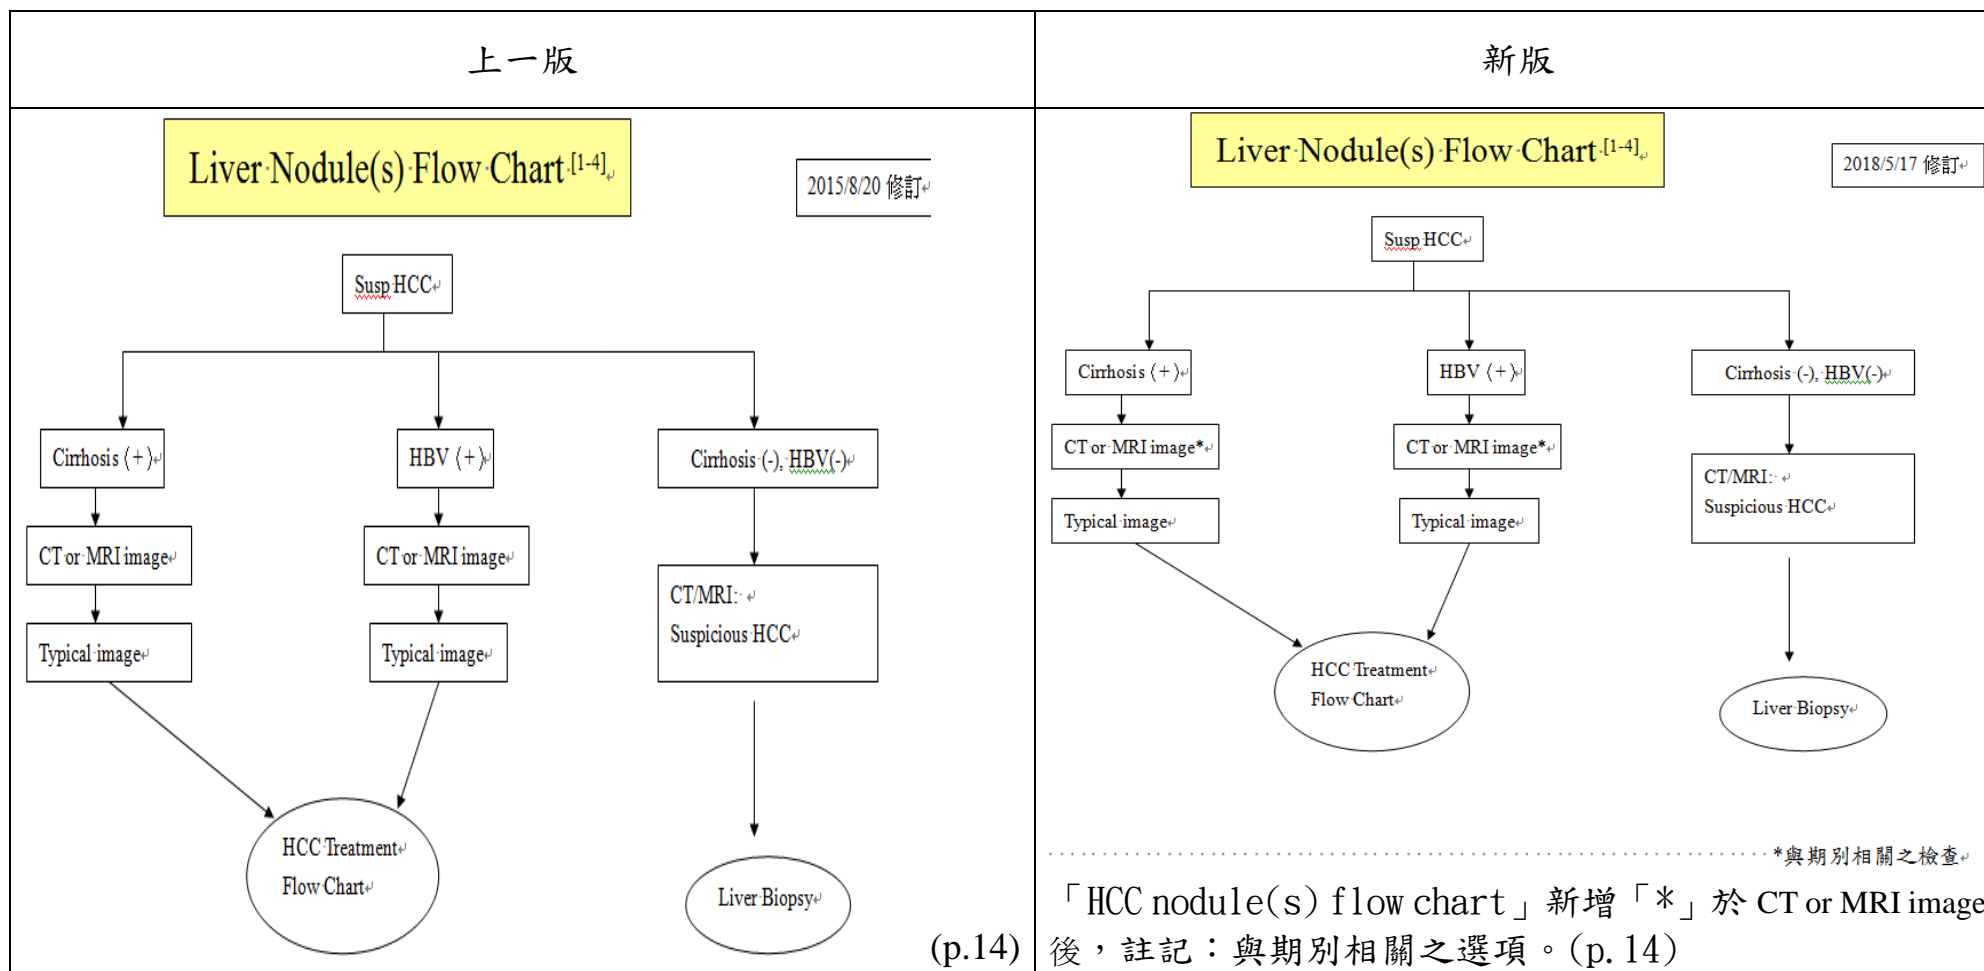 上一版
新版
Liver Nodule(s) Flow Chart [1-4]
2015/8/20 修訂
Susp HCC
Cirrhosis (+)
HBV (+)
Cirrhosis (-), HBV(-)
CT or MRI image
CT or MRI image
CT/MRI:
Suspicious HCC
Typical image
Typical image
HCC Treatment
Flow Chart
Liver Biopsy
(p.14)
Liver Nodule(s) Flow Chart [1-4]
2018/5/17 修訂
Susp HCC
Cirrhosis (+)
HBV (+)
Cirrhosis (-), HBV(-)
CT or MRI image*
CT or MRI image*
CT/MRI:
Suspicious HCC
Typical image
Typical image
HCC Treatment
Flow Chart
Liver Biopsy
*與期別相關之檢查
「HCC nodule(s) flow chart」新增「*」於 CT or MRI image
後，註記：與期別相關之選項。(p.14)